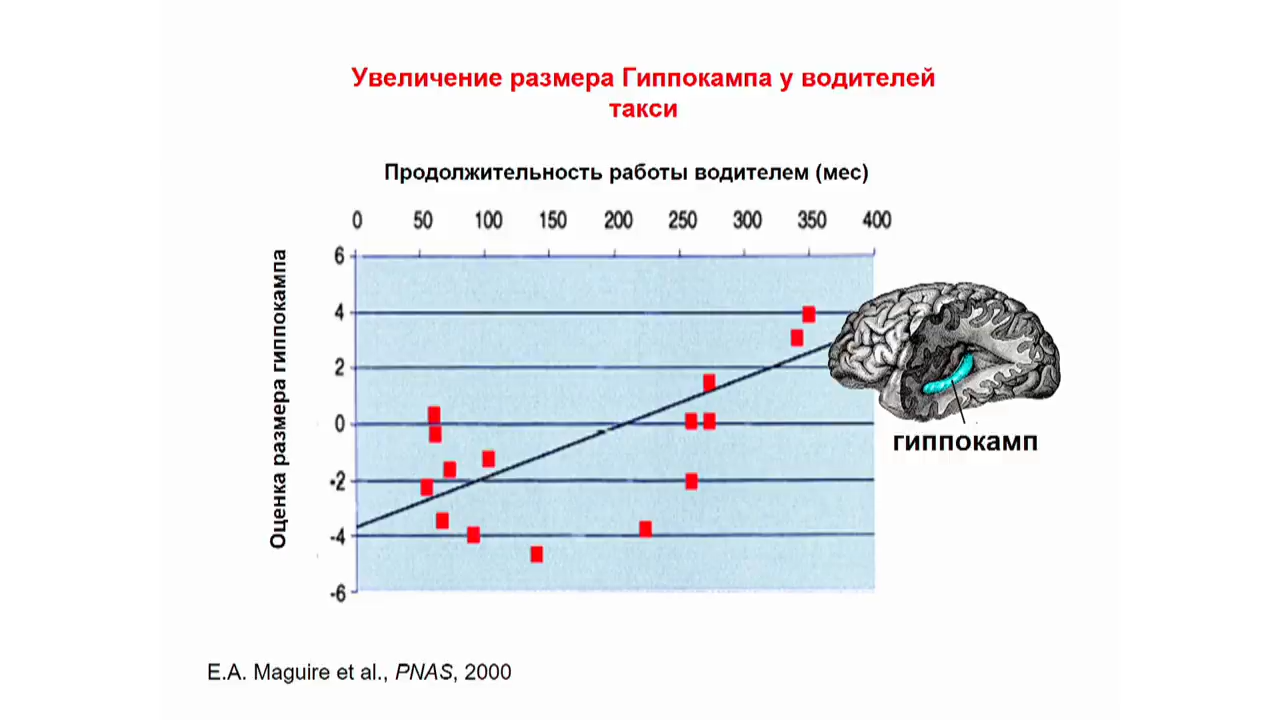 Увеличение размера Гиппокампа у водителей
такси
Продолжительность работы водителем (мес)
0 50 100 150 200 250 300 350 400
Оценка размера гиппокампа
6
4
2
0
-2
-4
-6
гиппокамп
E.A. Maguire et al., PNAS, 2000